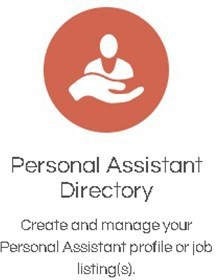 Personal Assistant
Directory
Create and manage your
Personal Assistant profile or job
listing(s).